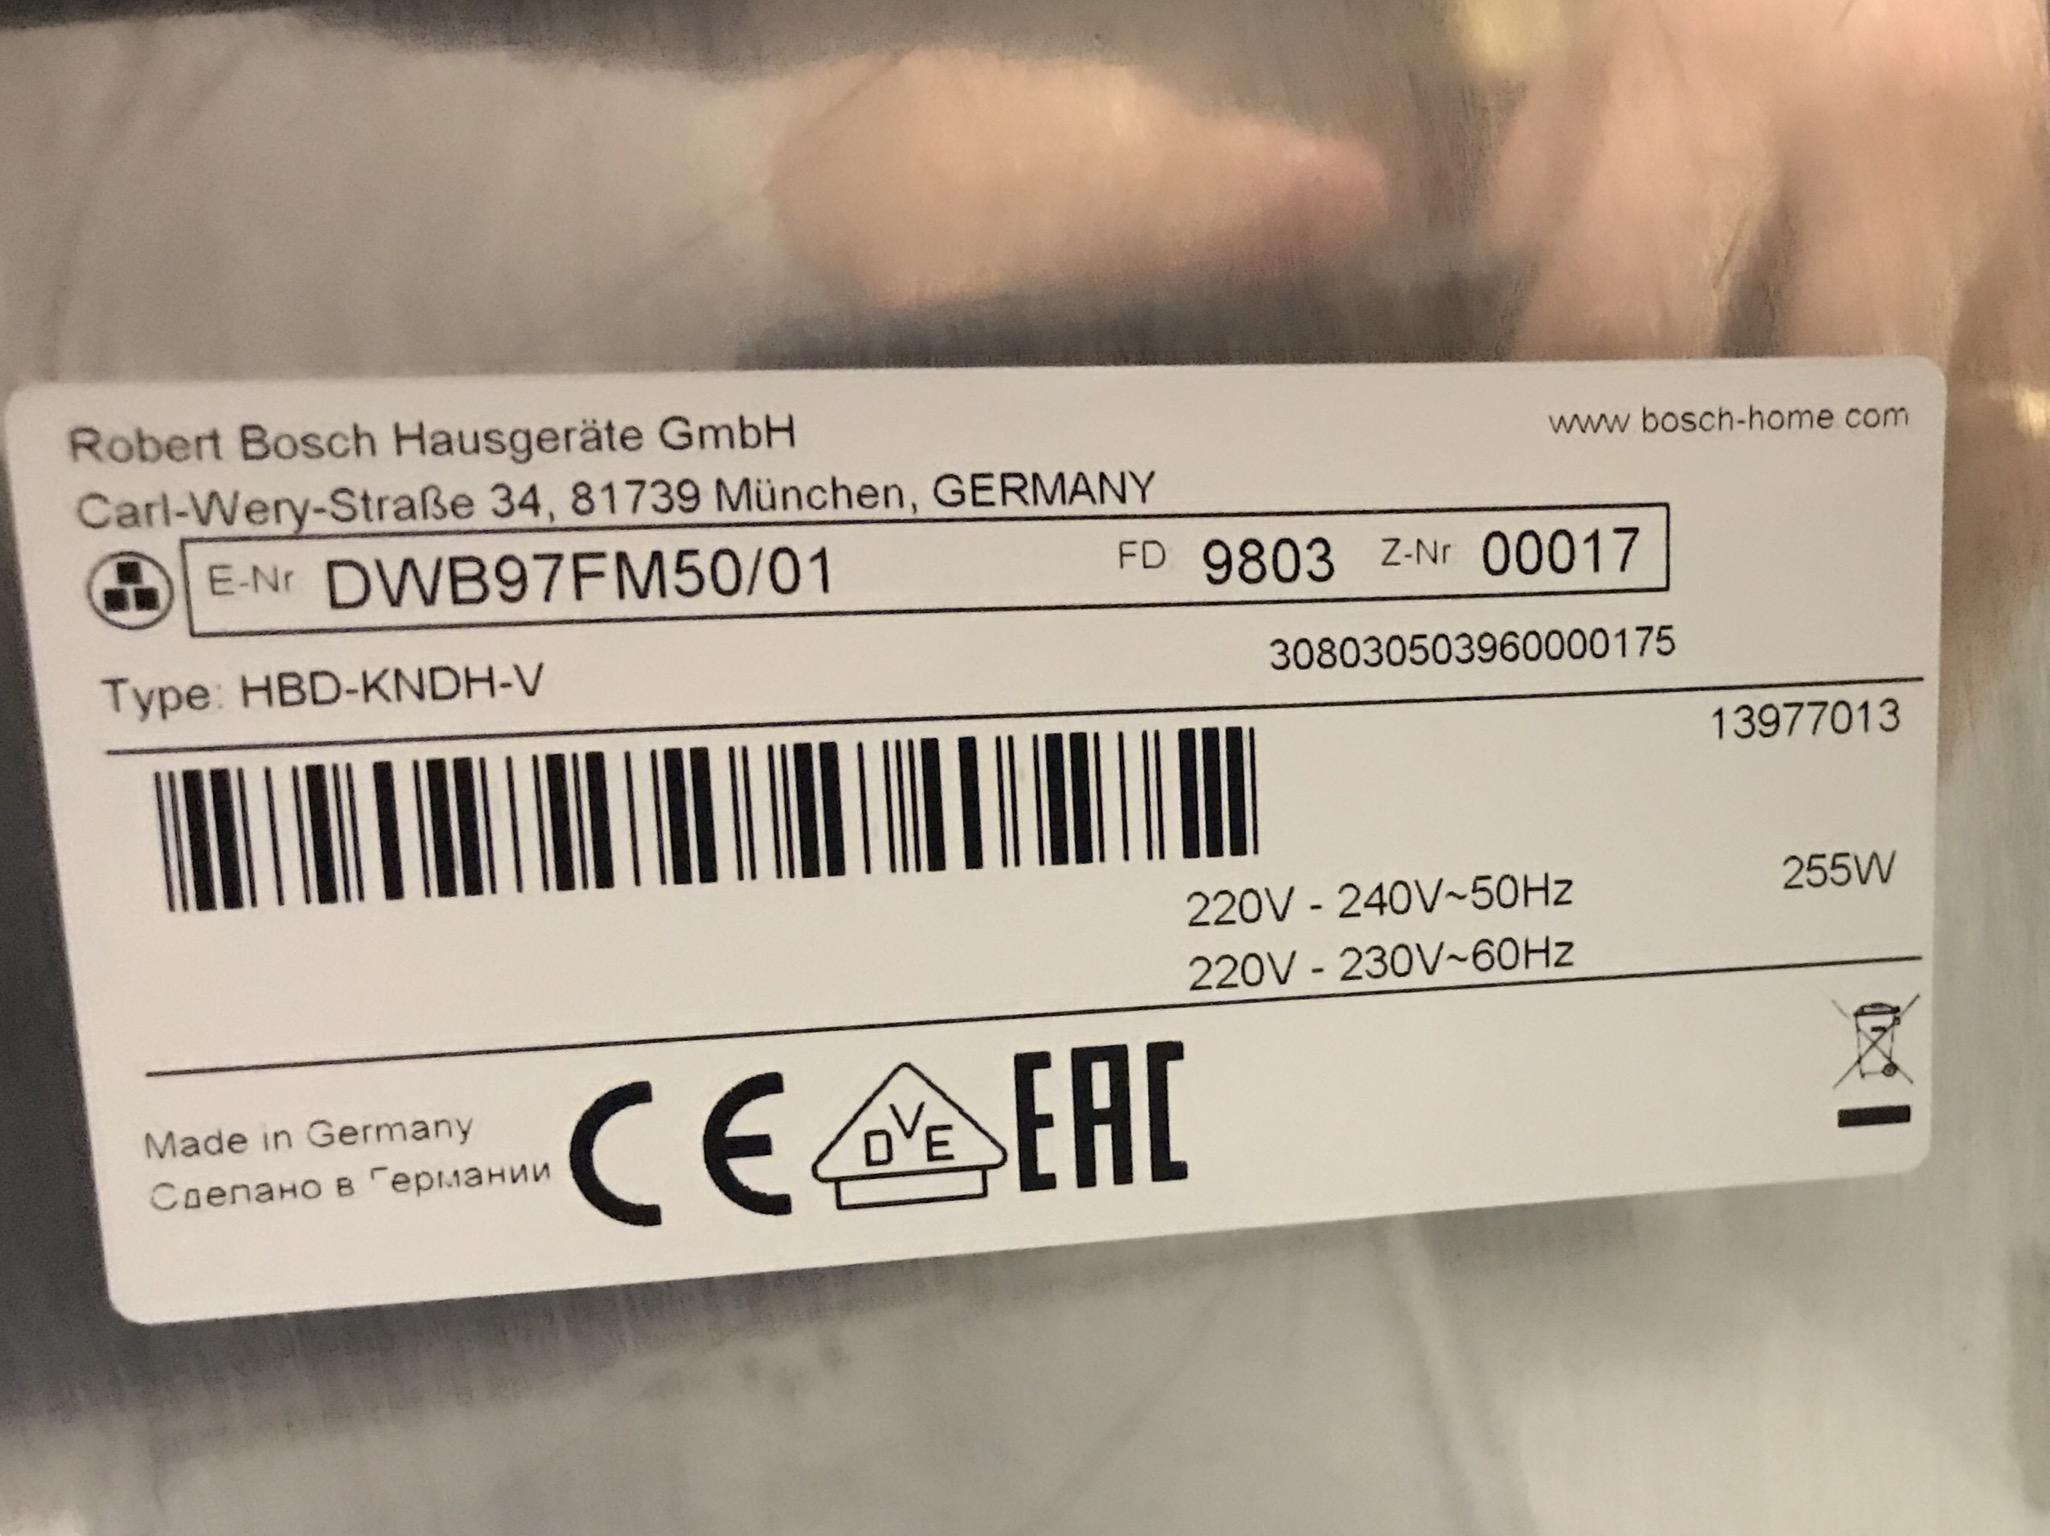 Robert Bosch Hausgeräte GmbH
www.bosch-home.com
Carl-Wery-Straße 34, 81739 München, GERMANY
E-Nr DWB97FM50/01 FD 9803 Z-Nr 00017
Type: HBD-KNDH-V
308030503960000175
13977013
220V - 240V~50Hz
255W
220V - 230V~60Hz
Made in Germany
Сделано в Германии
CE
DVE
EAC